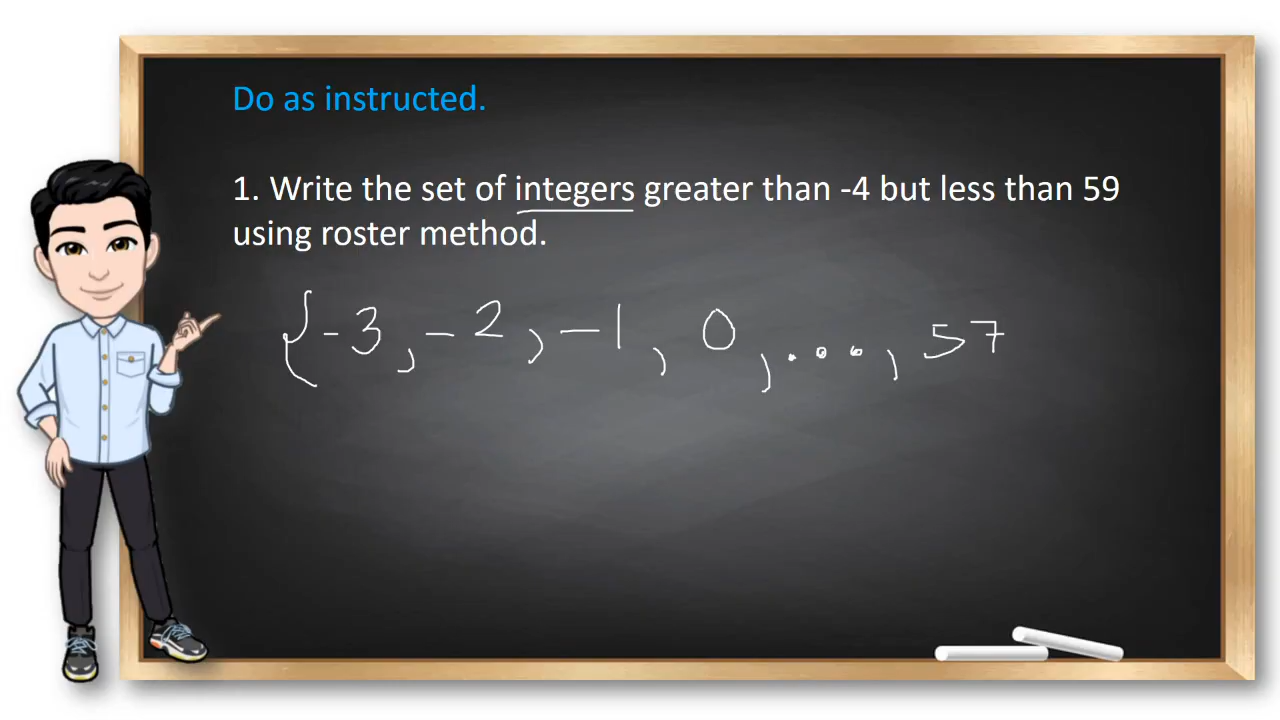 Do as instructed.
1. Write the set of integers greater than -4 but less than 59
using roster method.
{-3, -2, -1, 0, ..., 57